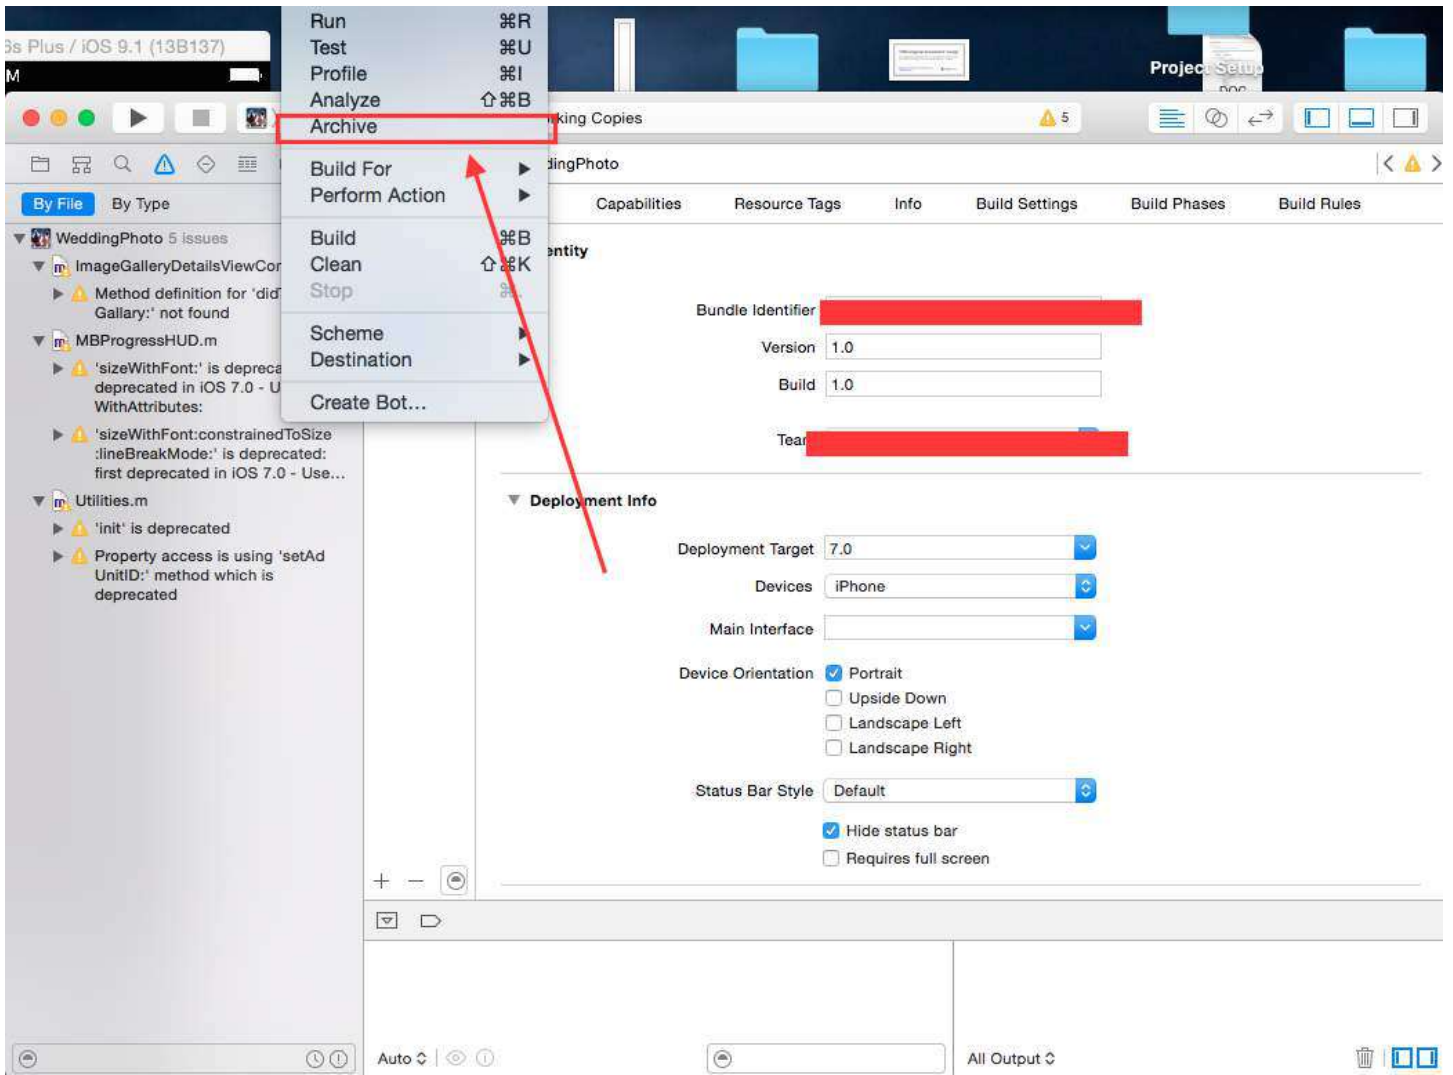 6s Plus / iOS 9.1 (13B137)
M
Run ⌘R
Test ⌘U
Profile ⌘I
Analyze ⇧⌘B
Archive
Build For
Perform Action
Build ⌘B
Clean ⇧⌘K
Stop ⌘.
Scheme
Destination
Create Bot...
Project Setup
DOC
king Copies
5
dingPhoto
By File By Type
Capabilities Resource Tags Info Build Settings Build Phases Build Rules
WeddingPhoto 5 issues
ImageGalleryDetailsViewCor
Method definition for 'did
Gallary:' not found
MBProgressHUD.m
'sizeWithFont:' is depreca
deprecated in iOS 7.0 - U
WithAttributes:
'sizeWithFont:constrainedToSize
:lineBreakMode:' is deprecated:
first deprecated in iOS 7.0 - Use...
Utilities.m
'init' is deprecated
Property access is using 'setAd
UnitID:' method which is
deprecated
entity
Bundle Identifier
Version 1.0
Build 1.0
Tear
Deployment Info
Deployment Target 7.0
Devices iPhone
Main Interface
Device Orientation Portrait
Upside Down
Landscape Left
Landscape Right
Status Bar Style Default
Hide status bar
Requires full screen
Auto
All Output